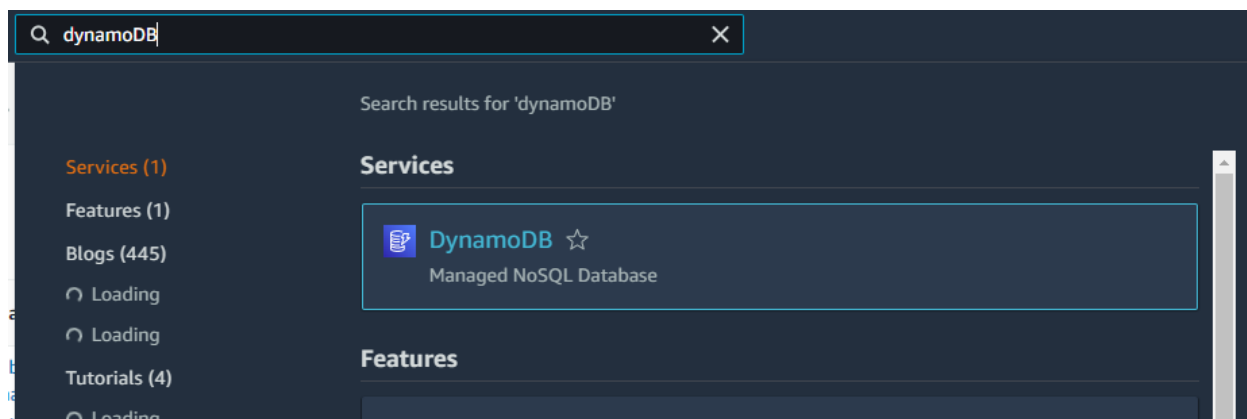 dynamoDB
Search results for 'dynamoDB'
Services (1)
Features (1)
Blogs (445)
Loading
Loading
Tutorials (4)
Loading
Services
DynamoDB
Managed NoSQL Database
Features